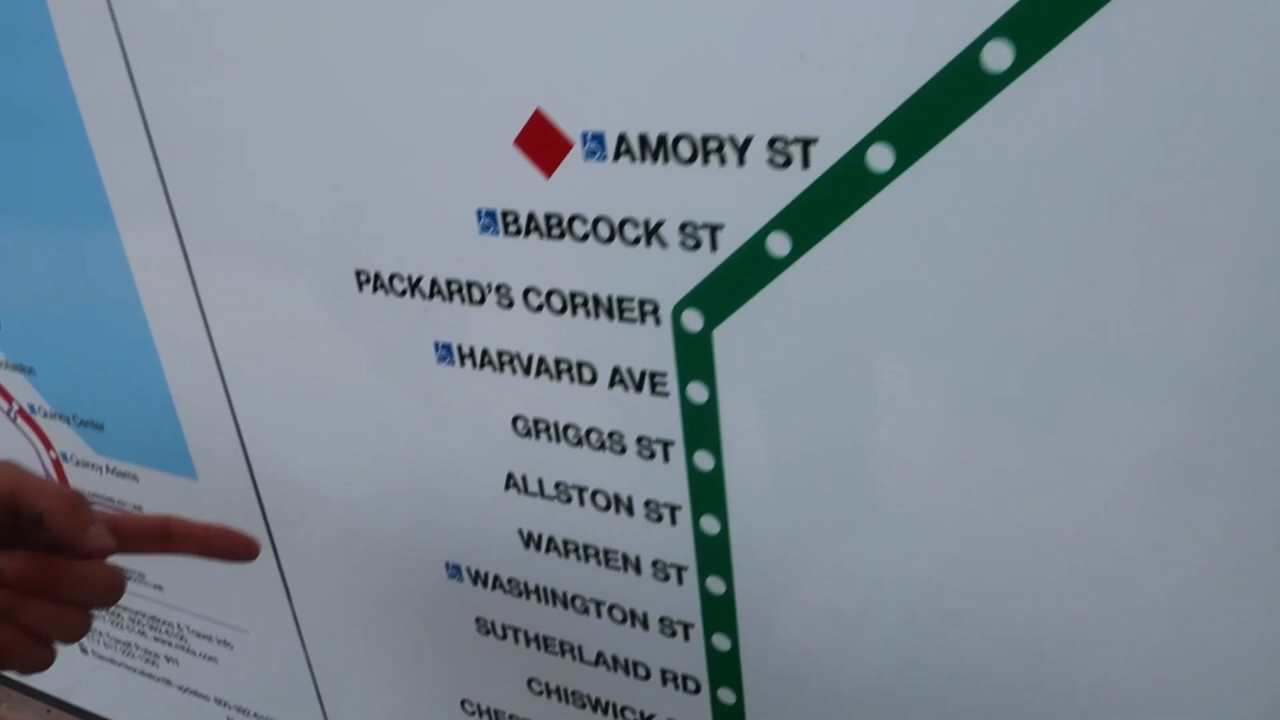 AMORY ST
BABCOCK ST
PACKARD'S CORNER
HARVARD AVE
GRIGGS ST
ALLSTON ST
WARREN ST
WASHINGTON ST
SUTHERLAND RD
CHISWICK
Quincy Center
Quincy Adams